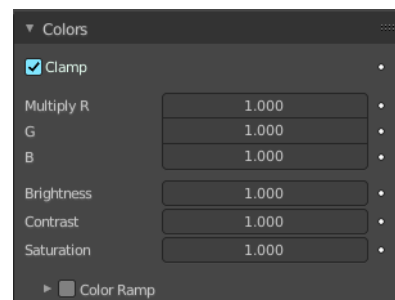 Colors
Clamp
Multiply R 1.000
G 1.000
B 1.000
Brightness 1.000
Contrast 1.000
Saturation 1.000
Color Ramp